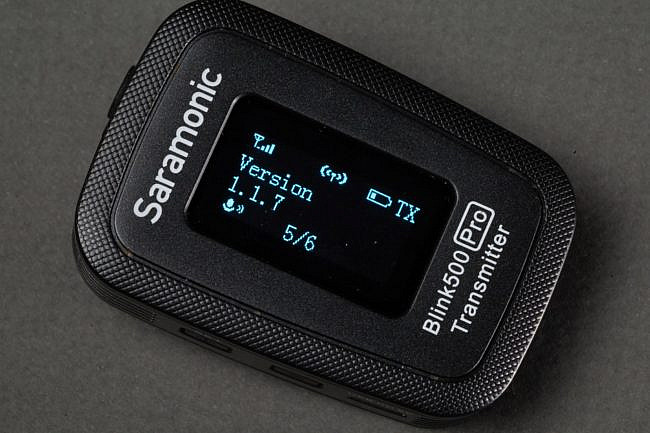 Saramonic
TX
Version
1.1.7
5/6
Blink500 Pro
Transmitter